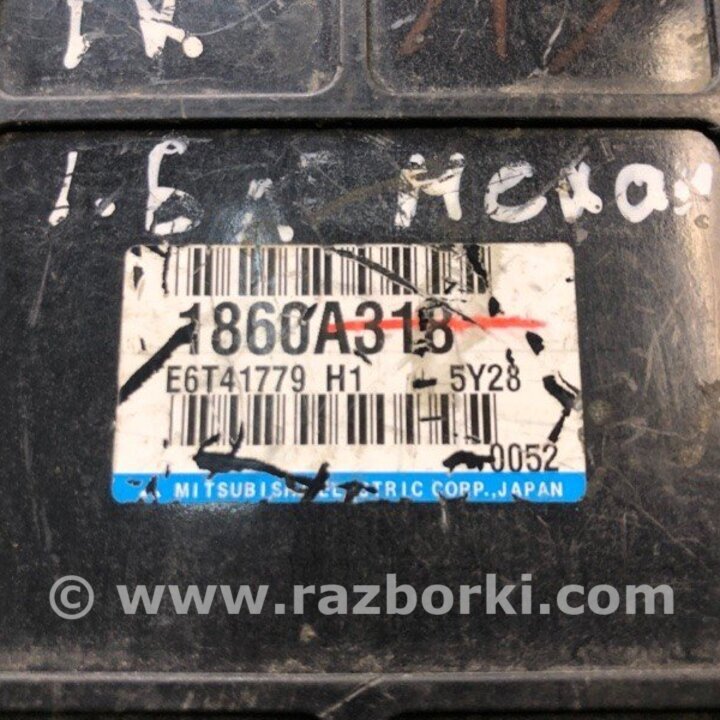 1.6 л механ
1860A318
E6T41779 H1 5Y28
0052
MITSUBISHI ELECTRIC CORP., JAPAN
© www.razborki.com